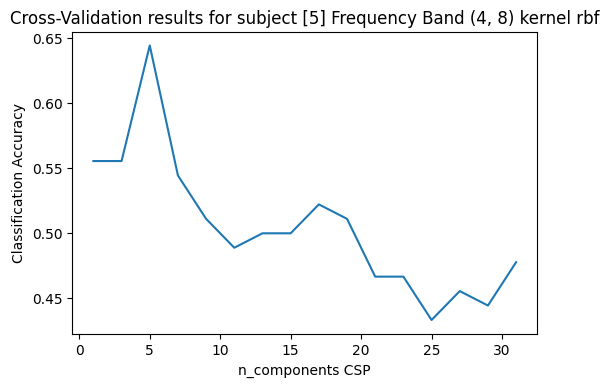 Cross-Validation results for subject [5] Frequency Band (4, 8) kernel rbf
0.65
0.60
0.55
0.50
0.45
Classification Accuracy
0 5 10 15 20 25 30
n_components CSP